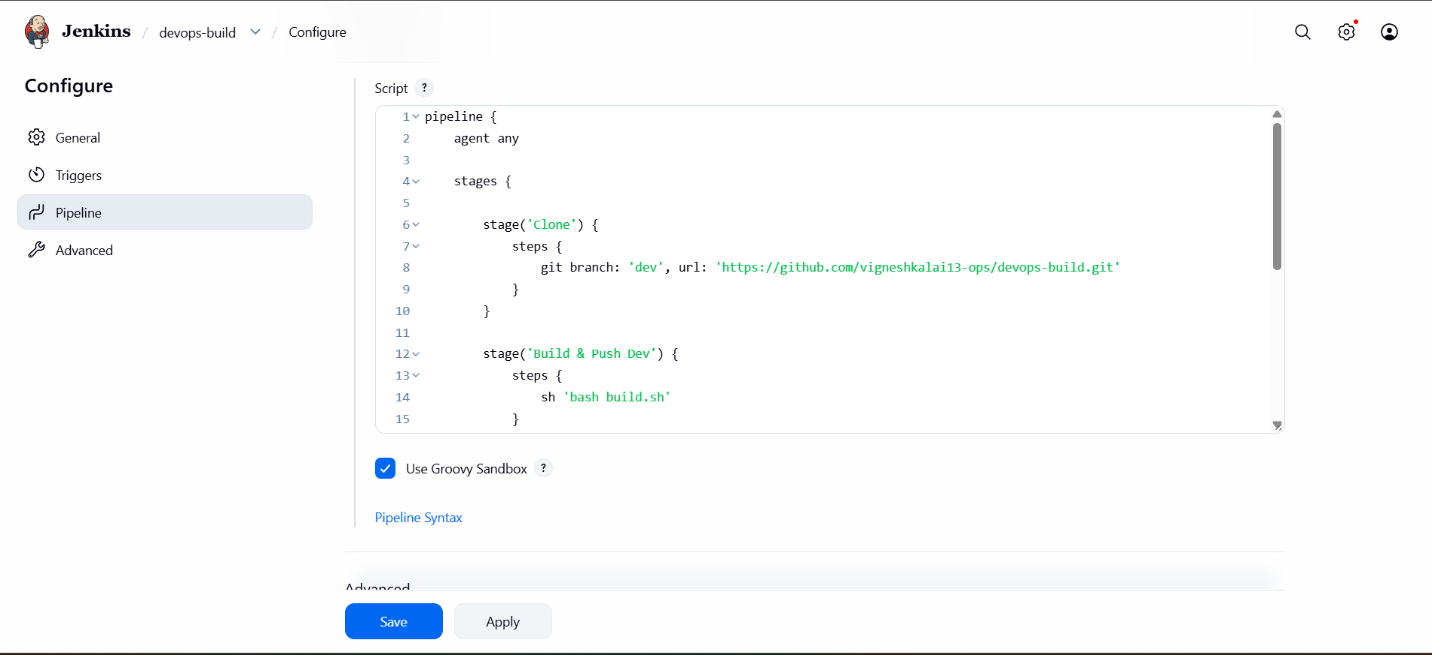 Jenkins / devops-build / Configure
Configure
General
Triggers
Pipeline
Advanced
Script ?
1 pipeline {
2 agent any
3
4 stages {
5
6 stage('Clone') {
7 steps {
8 git branch: 'dev', url: 'https://github.com/vigneshkalai13-ops/devops-build.git'
9 }
10 }
11
12 stage('Build & Push Dev') {
13 steps {
14 sh 'bash build.sh'
15 }
Use Groovy Sandbox ?
Pipeline Syntax
Advanced
Save Apply